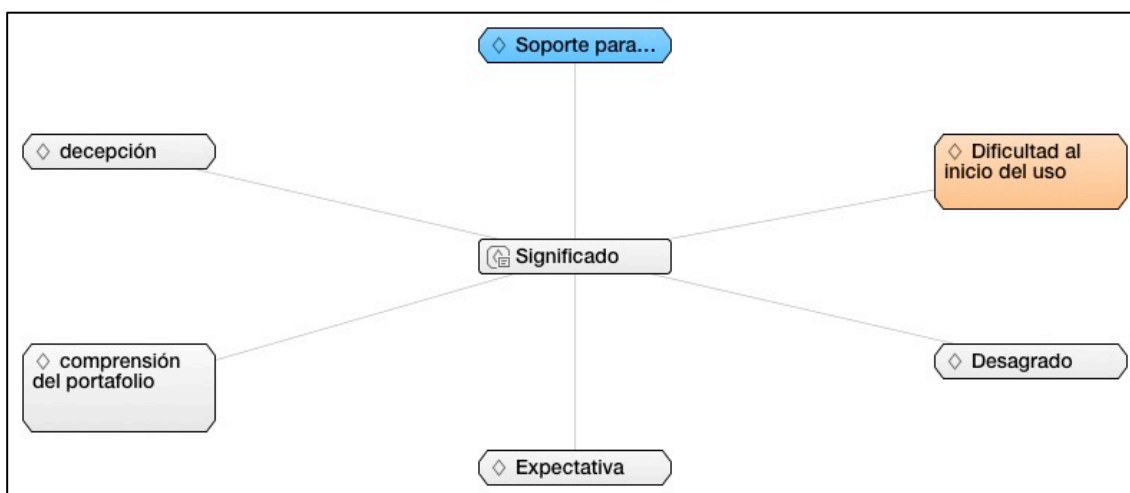 Soporte para...
decepción
Dificultad al
inicio del uso
Significado
comprensión
del portafolio
Desagrado
Expectativa